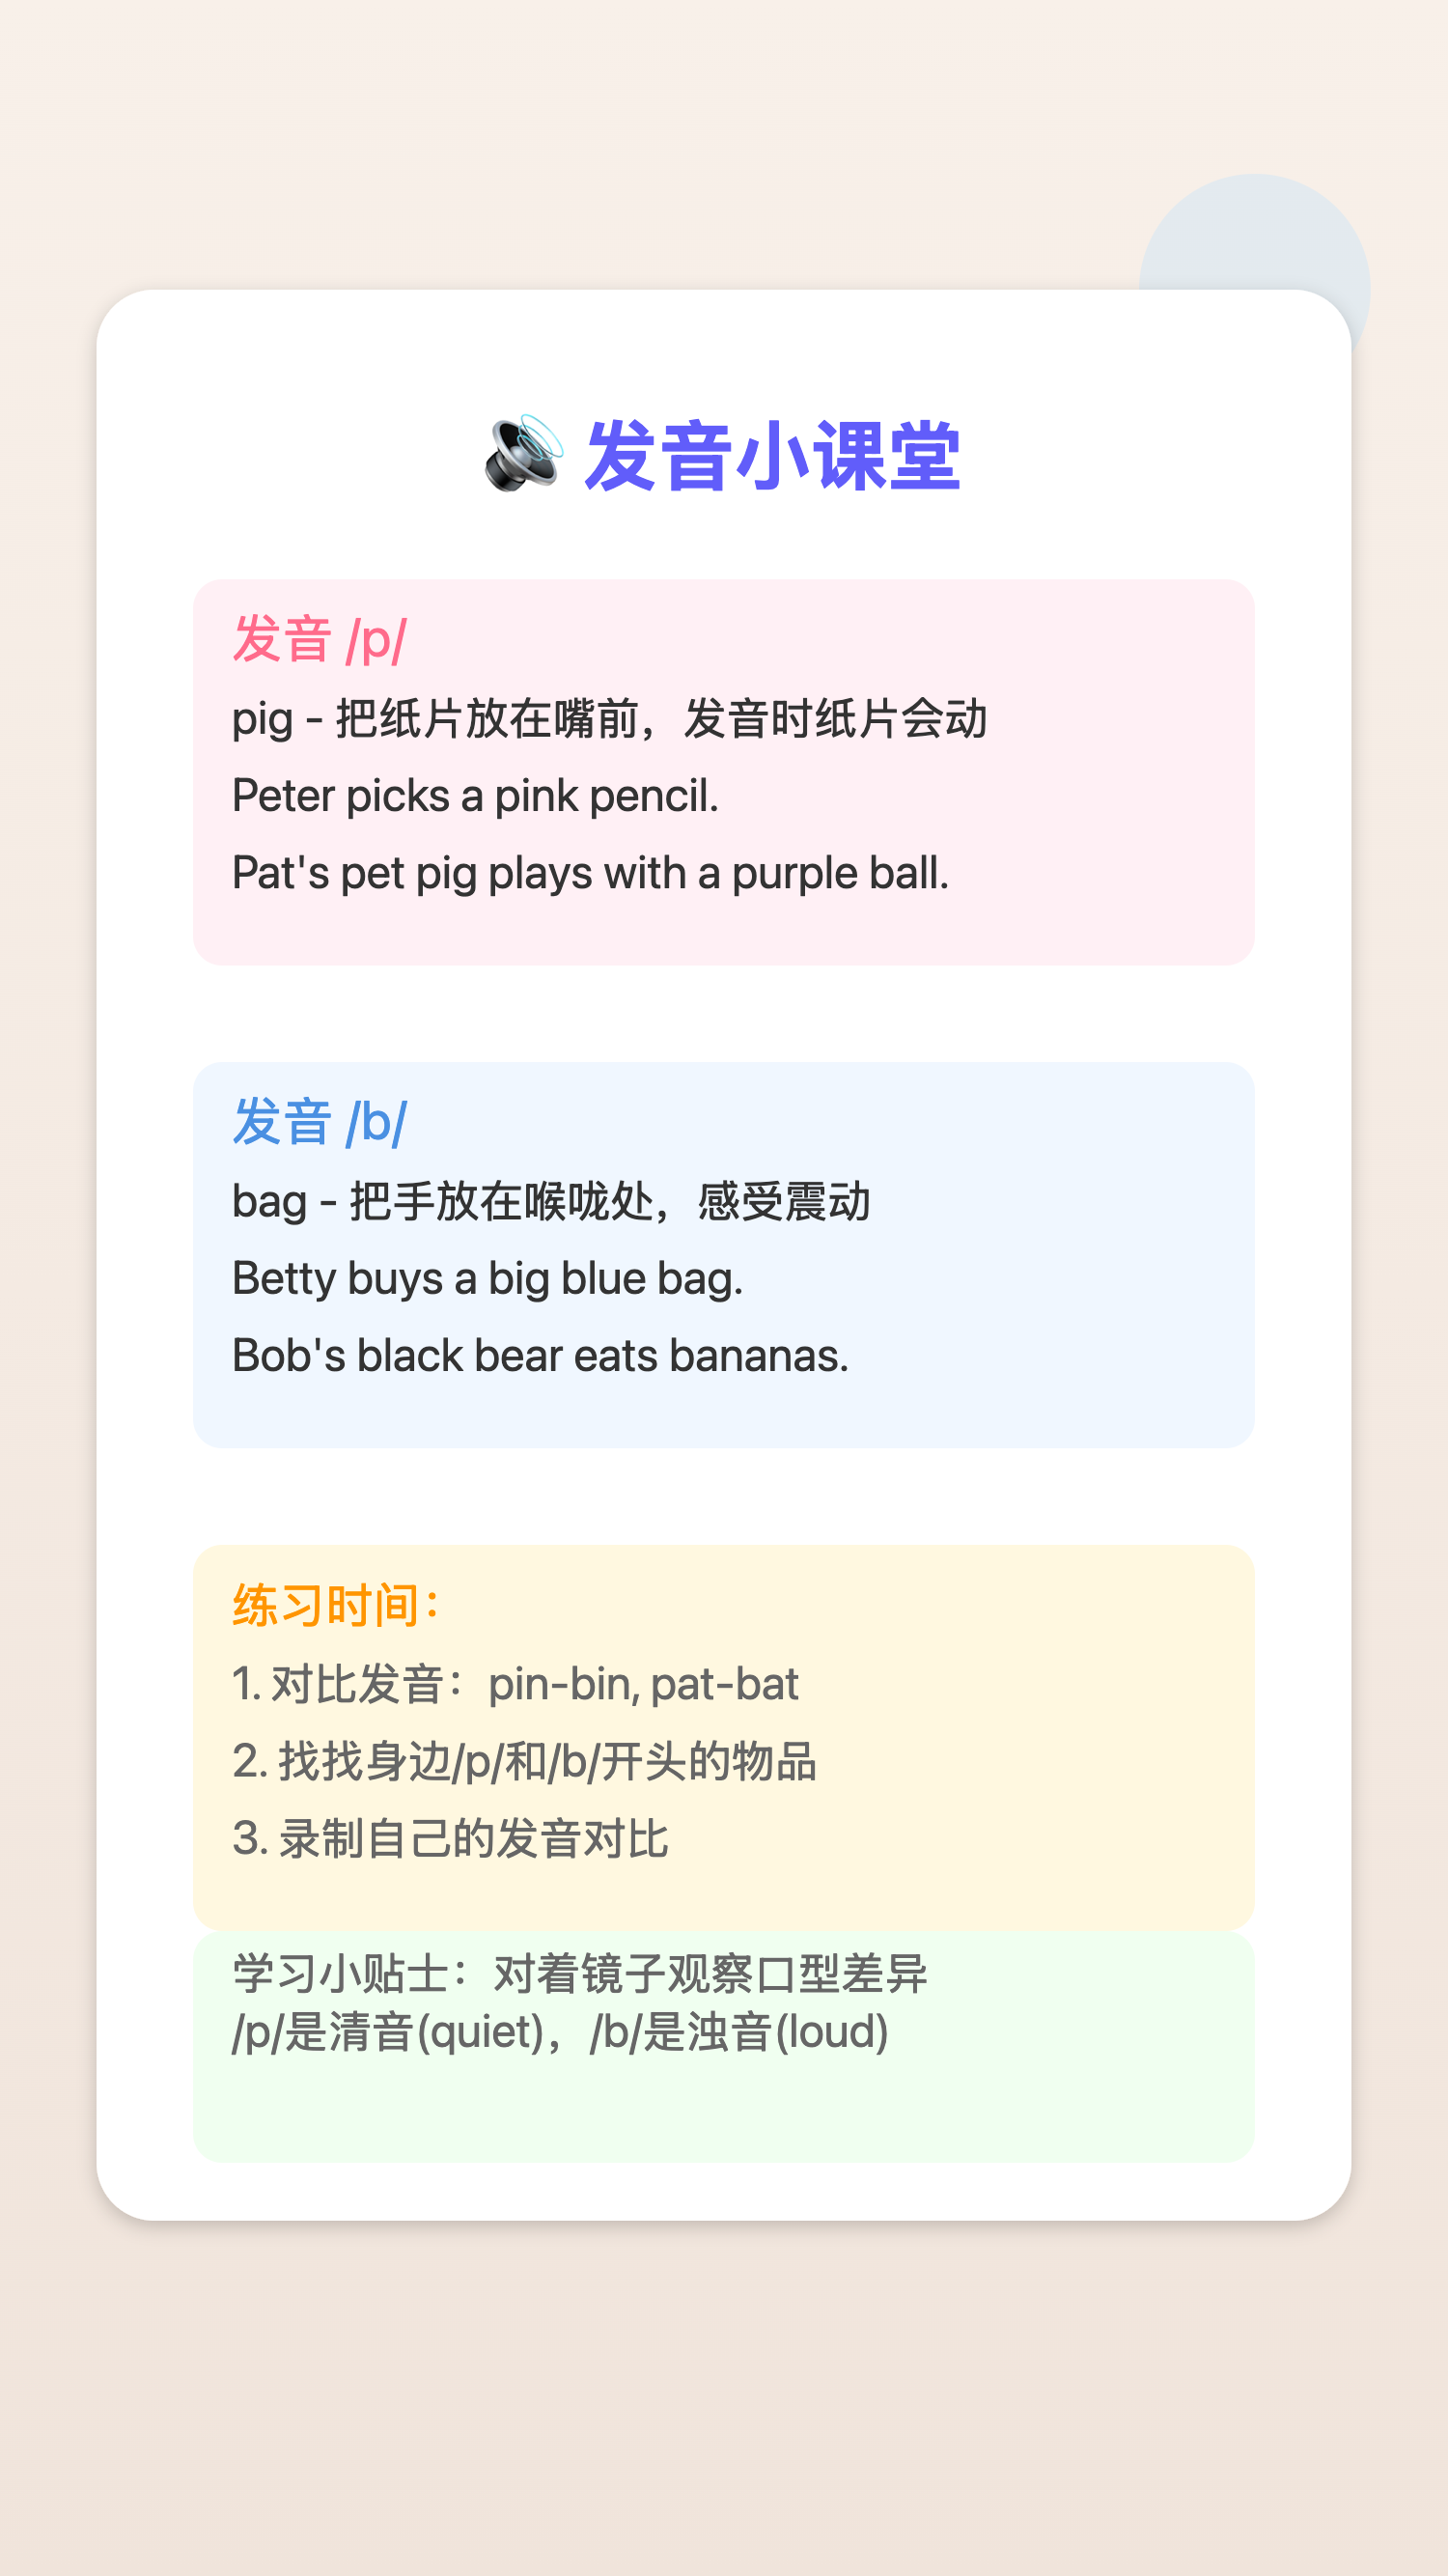 发音小课堂
发音 /p/
pig - 把纸片放在嘴前，发音时纸片会动
Peter picks a pink pencil.
Pat's pet pig plays with a purple ball.
发音 /b/
bag - 把手放在喉咙处，感受震动
Betty buys a big blue bag.
Bob's black bear eats bananas.
练习时间：
1. 对比发音：pin-bin, pat-bat
2. 找找身边/p/和/b/开头的物品
3. 录制自己的发音对比
学习小贴士：对着镜子观察口型差异
/p/是清音(quiet)，/b/是浊音(loud)